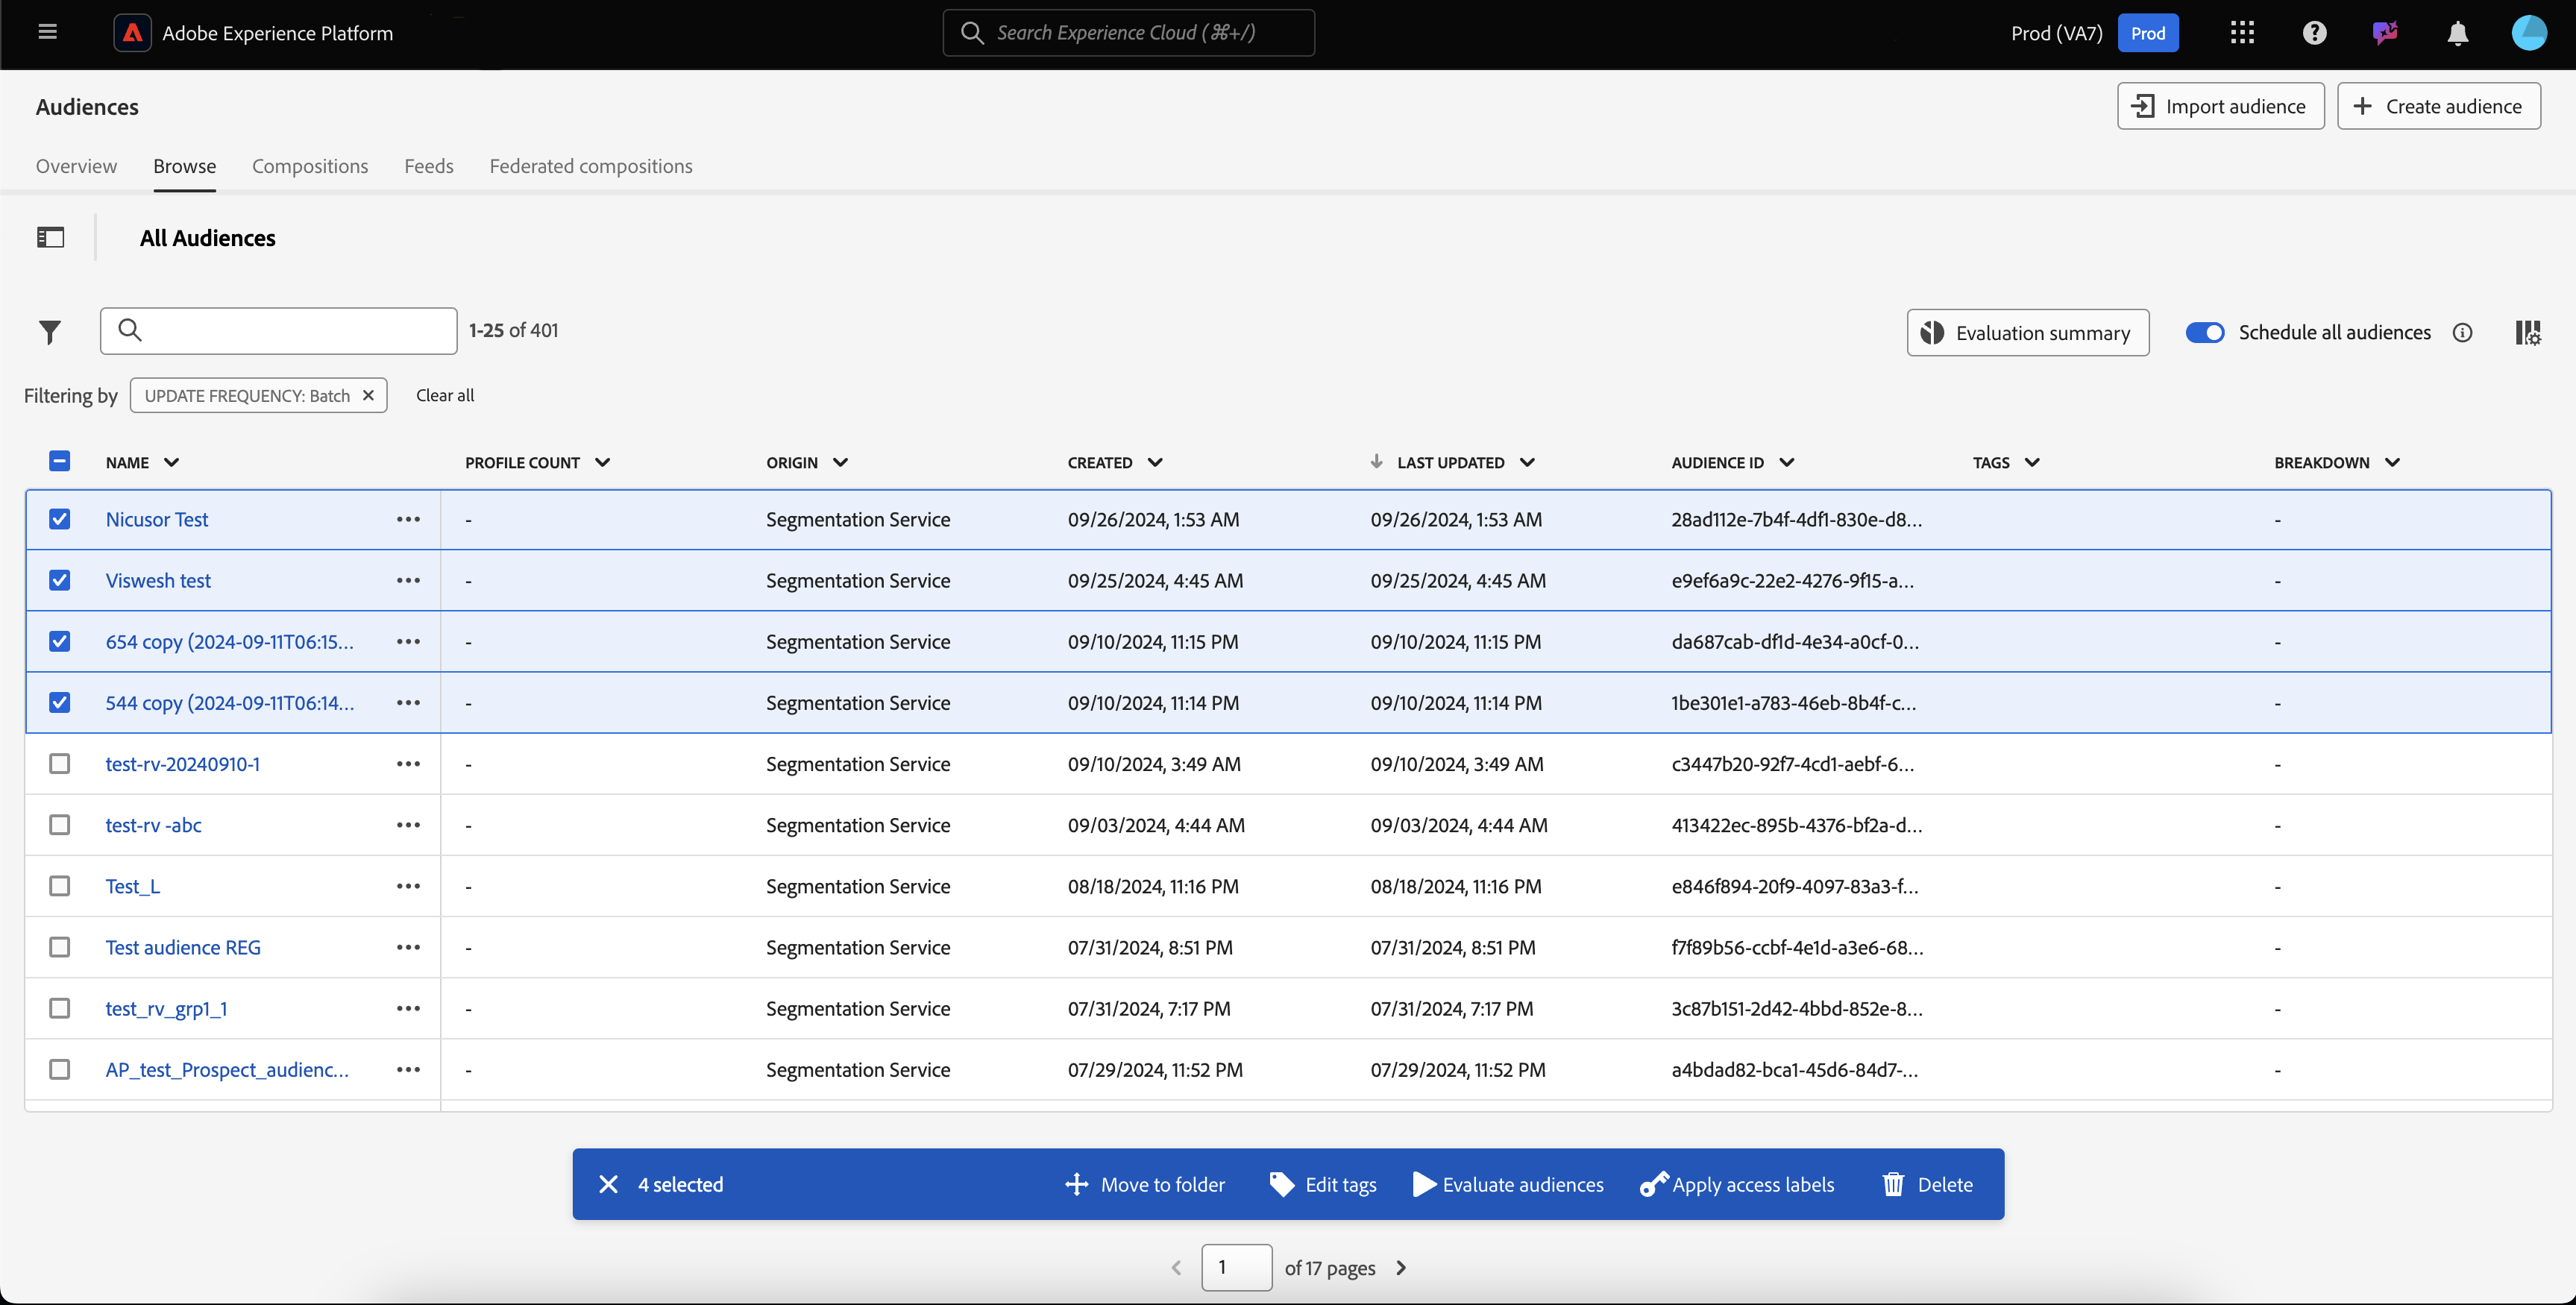 Adobe Experience Platform
Search Experience Cloud (⌘+/)
Prod (VA7) Prod
Audiences
Import audience
Create audience
Overview Browse Compositions Feeds Federated compositions
All Audiences
1-25 of 401
Evaluation summary
Schedule all audiences
Filtering by UPDATE FREQUENCY: Batch Clear all
NAME PROFILE COUNT ORIGIN CREATED LAST UPDATED AUDIENCE ID TAGS BREAKDOWN
Nicusor Test - Segmentation Service 09/26/2024, 1:53 AM 09/26/2024, 1:53 AM 28ad112e-7b4f-4df1-830e-d8... -
Viswesh test - Segmentation Service 09/25/2024, 4:45 AM 09/25/2024, 4:45 AM e9ef6a9c-22e2-4276-9f15-a... -
654 copy (2024-09-11T06:15... - Segmentation Service 09/10/2024, 11:15 PM 09/10/2024, 11:15 PM da687cab-df1d-4e34-a0cf-0... -
544 copy (2024-09-11T06:14... - Segmentation Service 09/10/2024, 11:14 PM 09/10/2024, 11:14 PM 1be301e1-a783-46eb-8b4f-c... -
test-rv-20240910-1 - Segmentation Service 09/10/2024, 3:49 AM 09/10/2024, 3:49 AM c3447b20-92f7-4cd1-aebf-6... -
test-rv -abc - Segmentation Service 09/03/2024, 4:44 AM 09/03/2024, 4:44 AM 413422ec-895b-4376-bf2a-d... -
Test_L - Segmentation Service 08/18/2024, 11:16 PM 08/18/2024, 11:16 PM e846f894-20f9-4097-83a3-f... -
Test audience REG - Segmentation Service 07/31/2024, 8:51 PM 07/31/2024, 8:51 PM f7f89b56-ccbf-4e1d-a3e6-68... -
test_rv_grp1_1 - Segmentation Service 07/31/2024, 7:17 PM 07/31/2024, 7:17 PM 3c87b151-2d42-4bbd-852e-8... -
AP_test_Prospect_audienc... - Segmentation Service 07/29/2024, 11:52 PM 07/29/2024, 11:52 PM a4bdad82-bca1-45d6-84d7-... -
4 selected Move to folder Edit tags Evaluate audiences Apply access labels Delete
1 of 17 pages